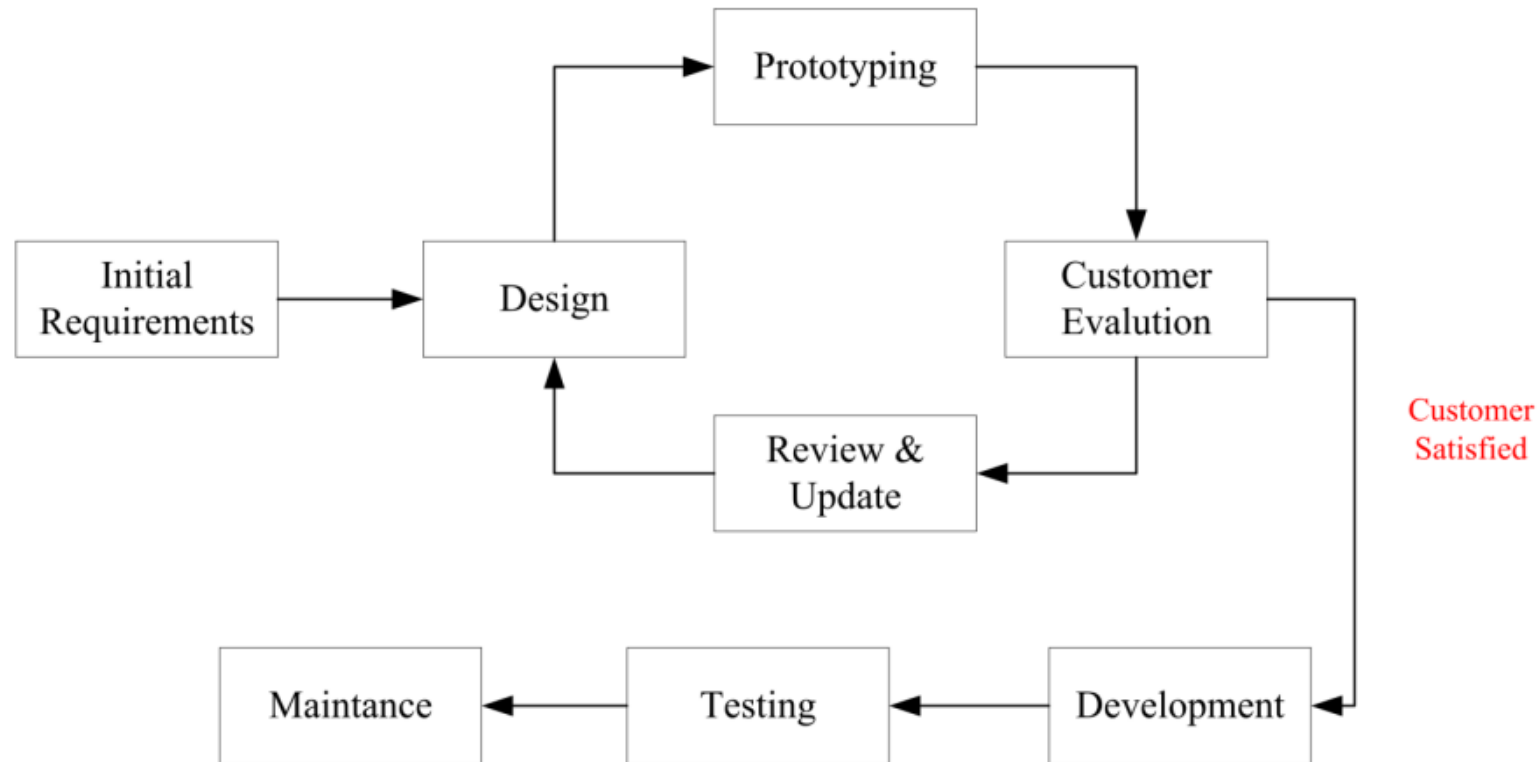 Prototyping
Initial
Requirements
Design
Customer
Evalution
Customer
Satisfied
Review &
Update
Maintance
Testing
Development